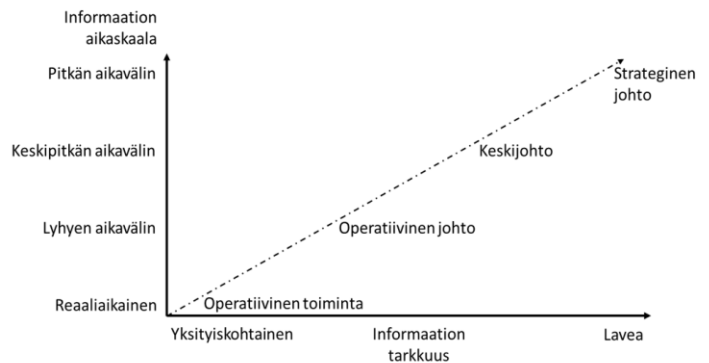 Informaation
aikaskaala
Pitkän aikavälin
Strateginen
johto
Keskipitkän aikavälin
Keskijohto
Lyhyen aikavälin
Operatiivinen johto
Reaaliaikainen
Operatiivinen toiminta
Yksityiskohtainen
Informaation
tarkkuus
Lavea